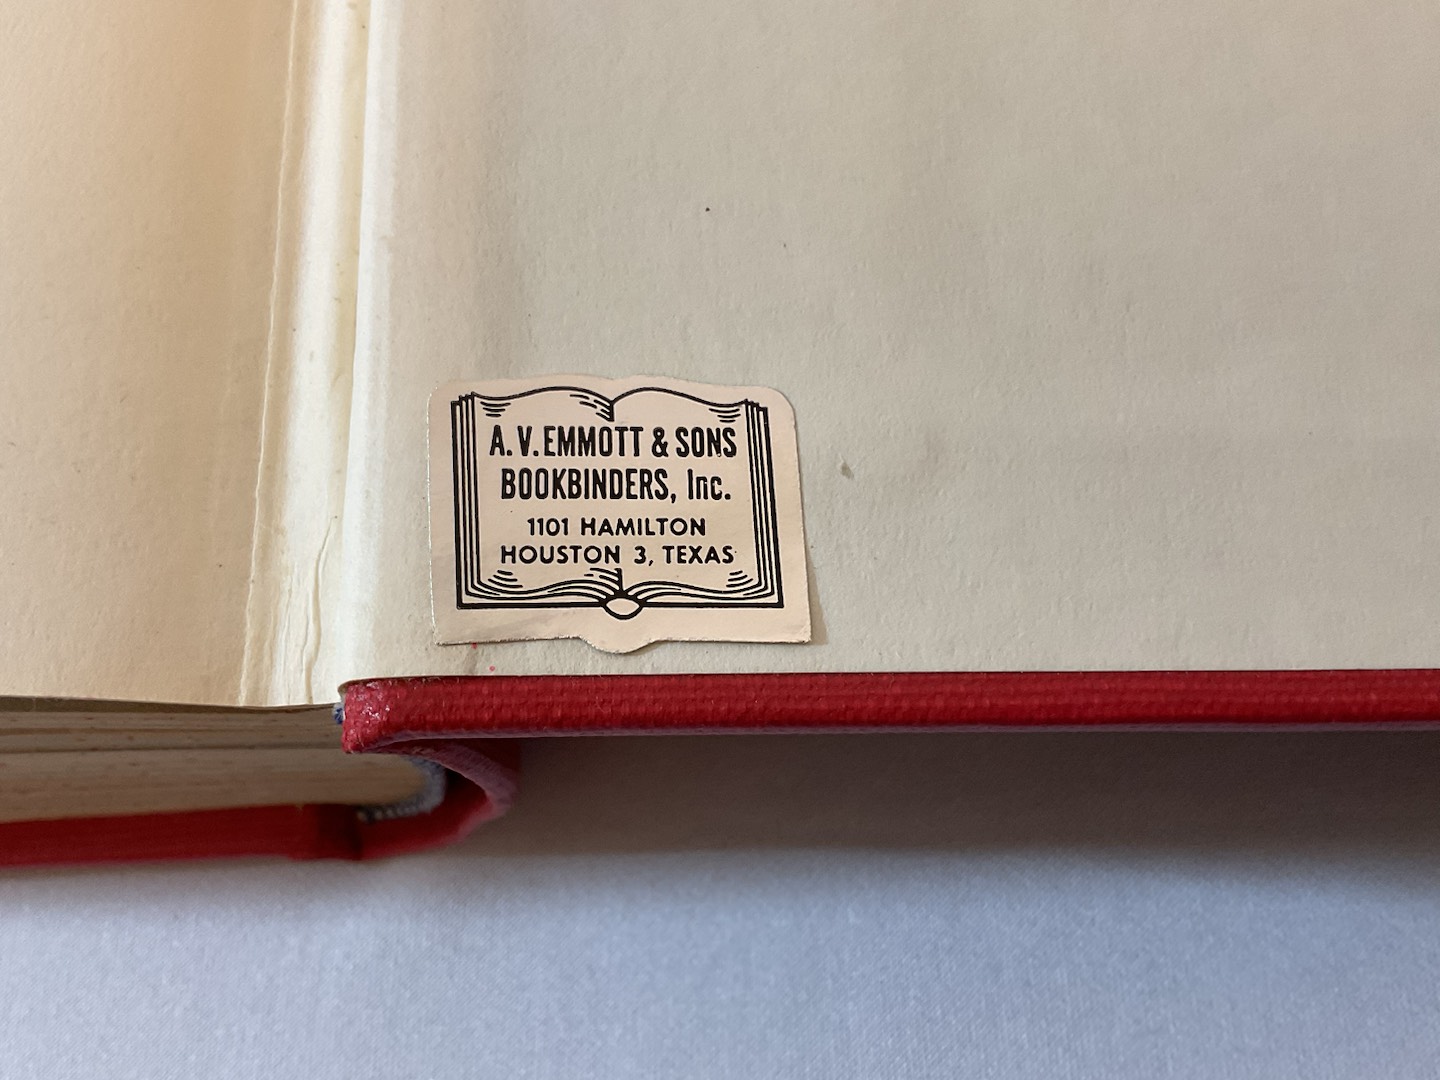 A. V. EMMOTT & SONS
BOOKBINDERS, Inc.
1101 HAMILTON
HOUSTON 3, TEXAS